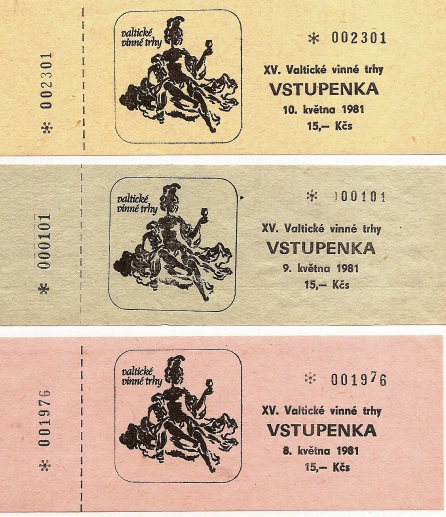 * 002301
valtické
vinné trhy
* 002301
XV. Valtické vinné trhy
VSTUPENKA
10. května 1981
15,— Kčs
* 000101
valtické
vinné trhy
* 000101
XV. Valtické vinné trhy
VSTUPENKA
9. května 1981
15,— Kčs
* 001976
valtické
vinné trhy
* 001976
XV. Valtické vinné trhy
VSTUPENKA
8. května 1981
15,— Kčs